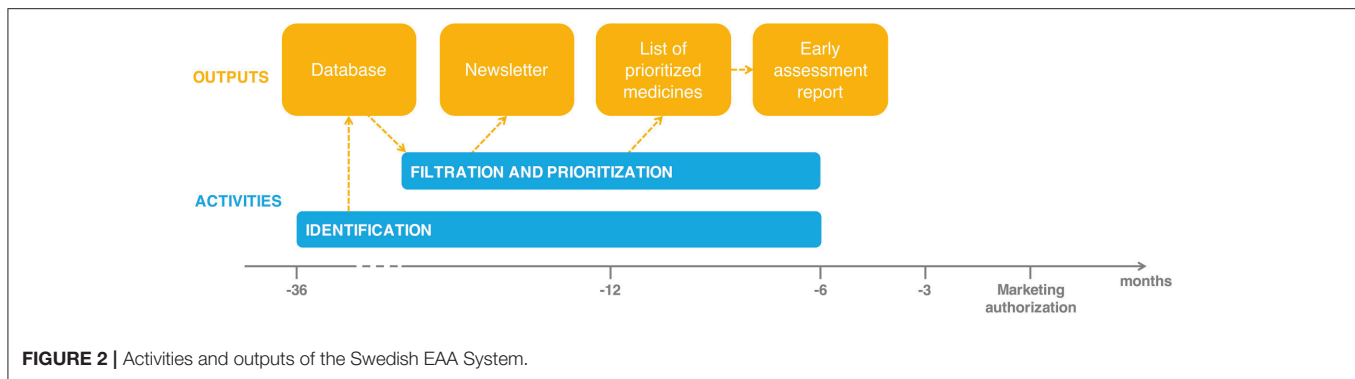 OUTPUTS
Database
Newsletter
List of
prioritized
medicines
Early
assessment
report
ACTIVITIES
FILTRATION AND PRIORITIZATION
IDENTIFICATION
-36
-12
-6
-3
Marketing
authorization
months
FIGURE 2 | Activities and outputs of the Swedish EAA System.